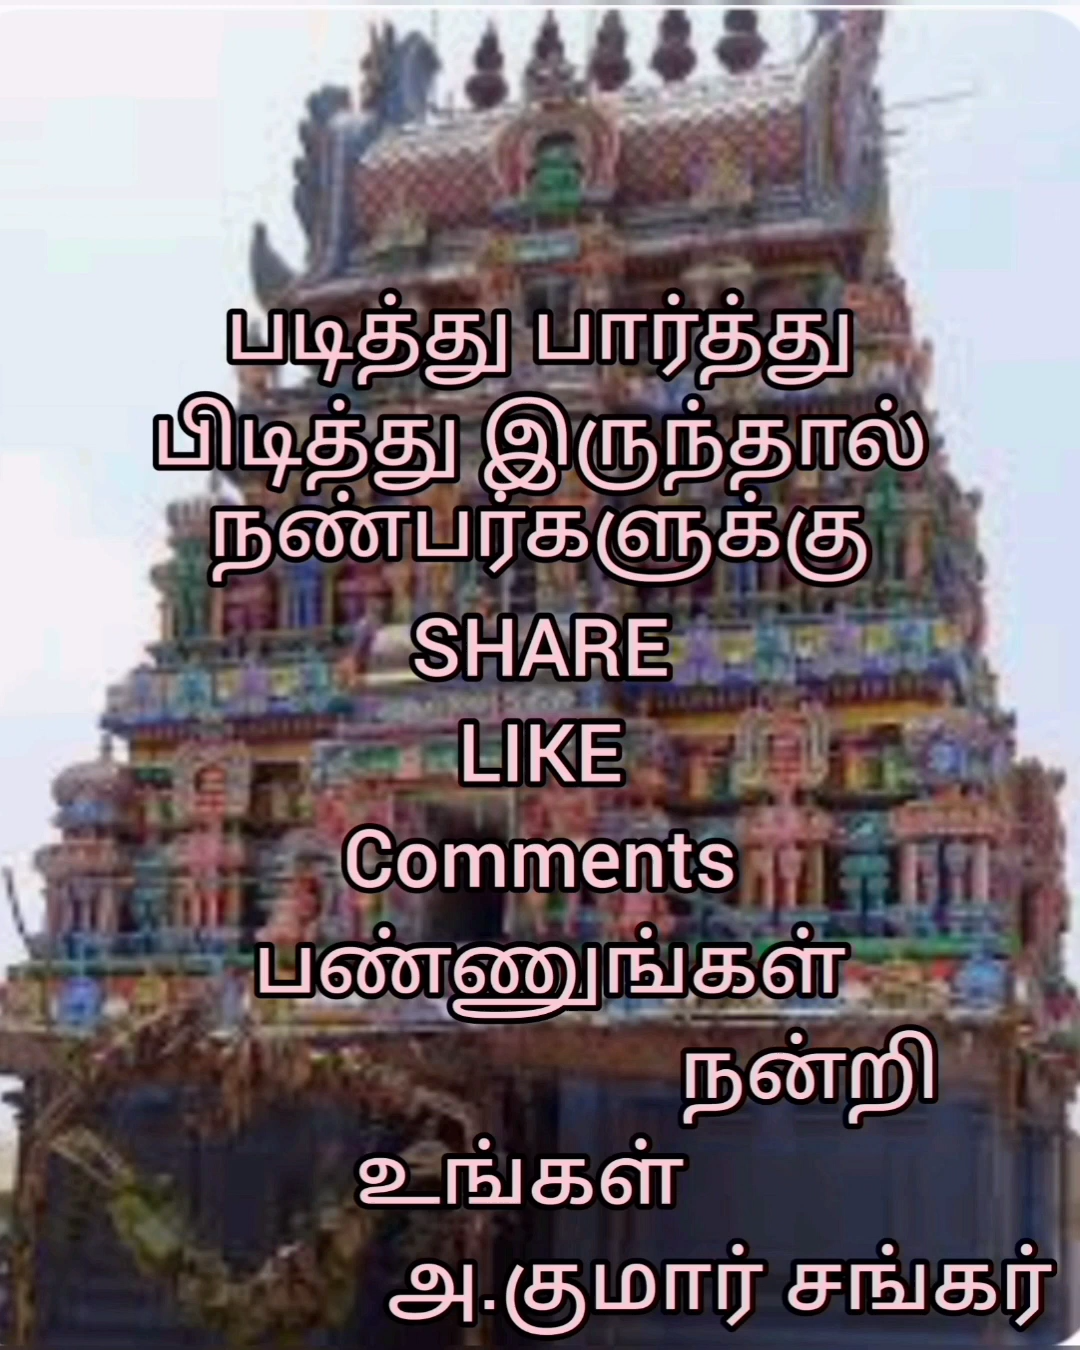 படித்து பார்த்து
பிடித்து இருந்தால்
நண்பர்களுக்கு
SHARE
LIKE
Comments
பண்ணுங்கள்
நன்றி
உங்கள்
அ.குமார் சங்கர்